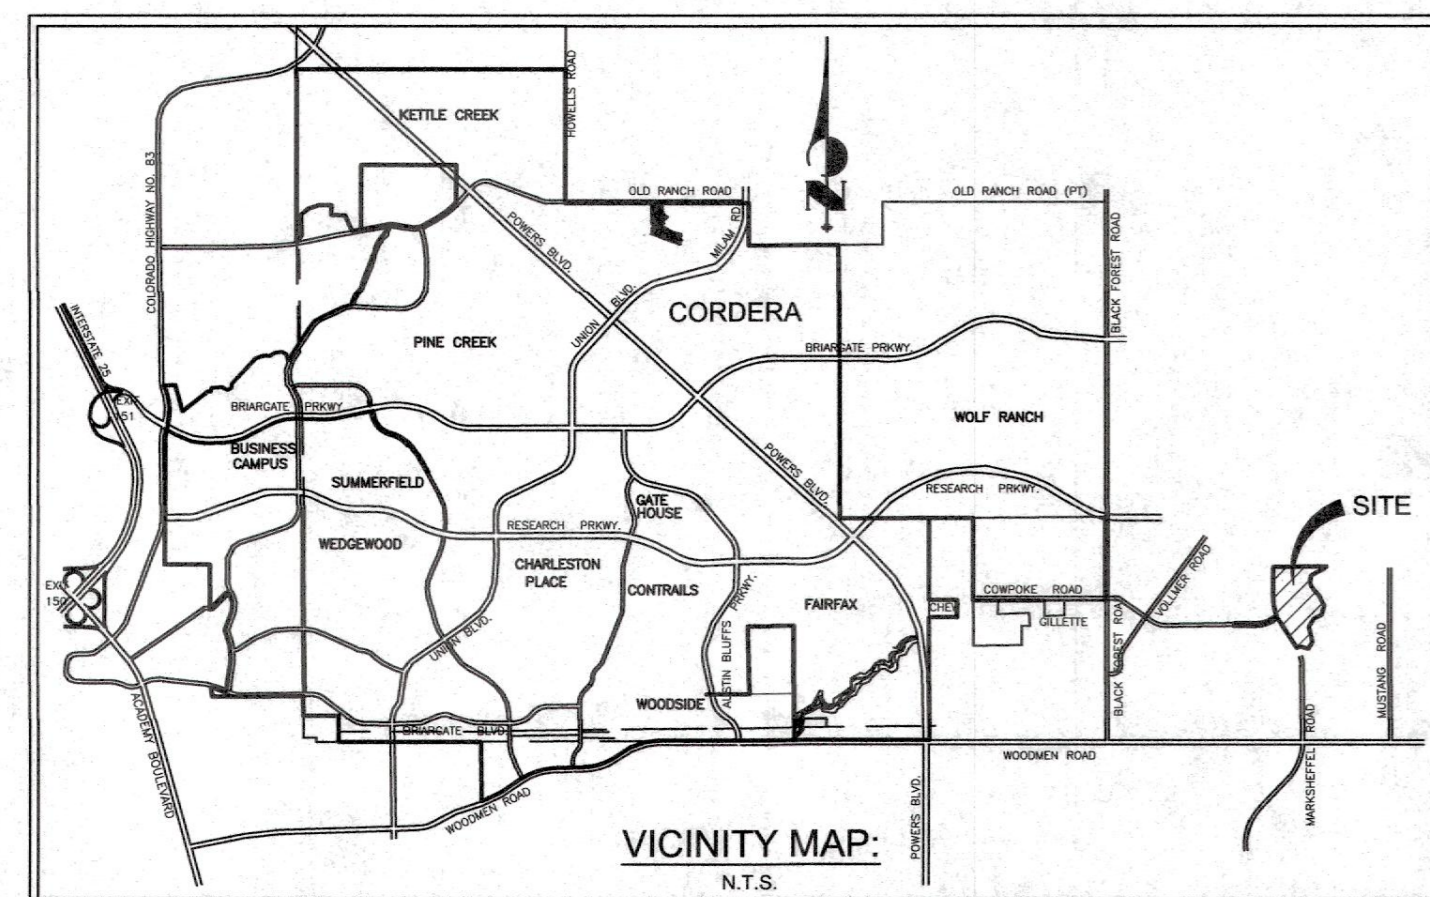 KETTLE CREEK
HOWELLS ROAD
COLORADO HIGHWAY NO. 83
OLD RANCH ROAD
N
OLD RANCH ROAD (PT)
POWERS BLVD.
MILAM RD
BLACK FOREST ROAD
INTERSTATE 25
PINE CREEK
UNION BLVD.
CORDERA
BRIARGATE PRKWY.
EXIT
151
BRIARGATE PRKWY
WOLF RANCH
BUSINESS
CAMPUS
SUMMERFIELD
POWERS BLVD.
GATE
HOUSE
RESEARCH PRKWY.
RESEARCH PRKWY.
SITE
WEDGEWOOD
CHARLESTON
PLACE
CONTRAILS
EXIT
150
FAIRFAX
COWPOKE ROAD
VOLLMER ROAD
GILLETTE
AUSTIN BLUFFS PRKWY.
UNION BLVD.
BLACK FOREST ROAD
MUSTANG ROAD
ACADEMY BOULEVARD
WOODSIDE
BRIARGATE BLVD
MARKSHEFFEL ROAD
WOODMEN ROAD
WOODMEN ROAD
POWERS BLVD.
VICINITY MAP:
N.T.S.